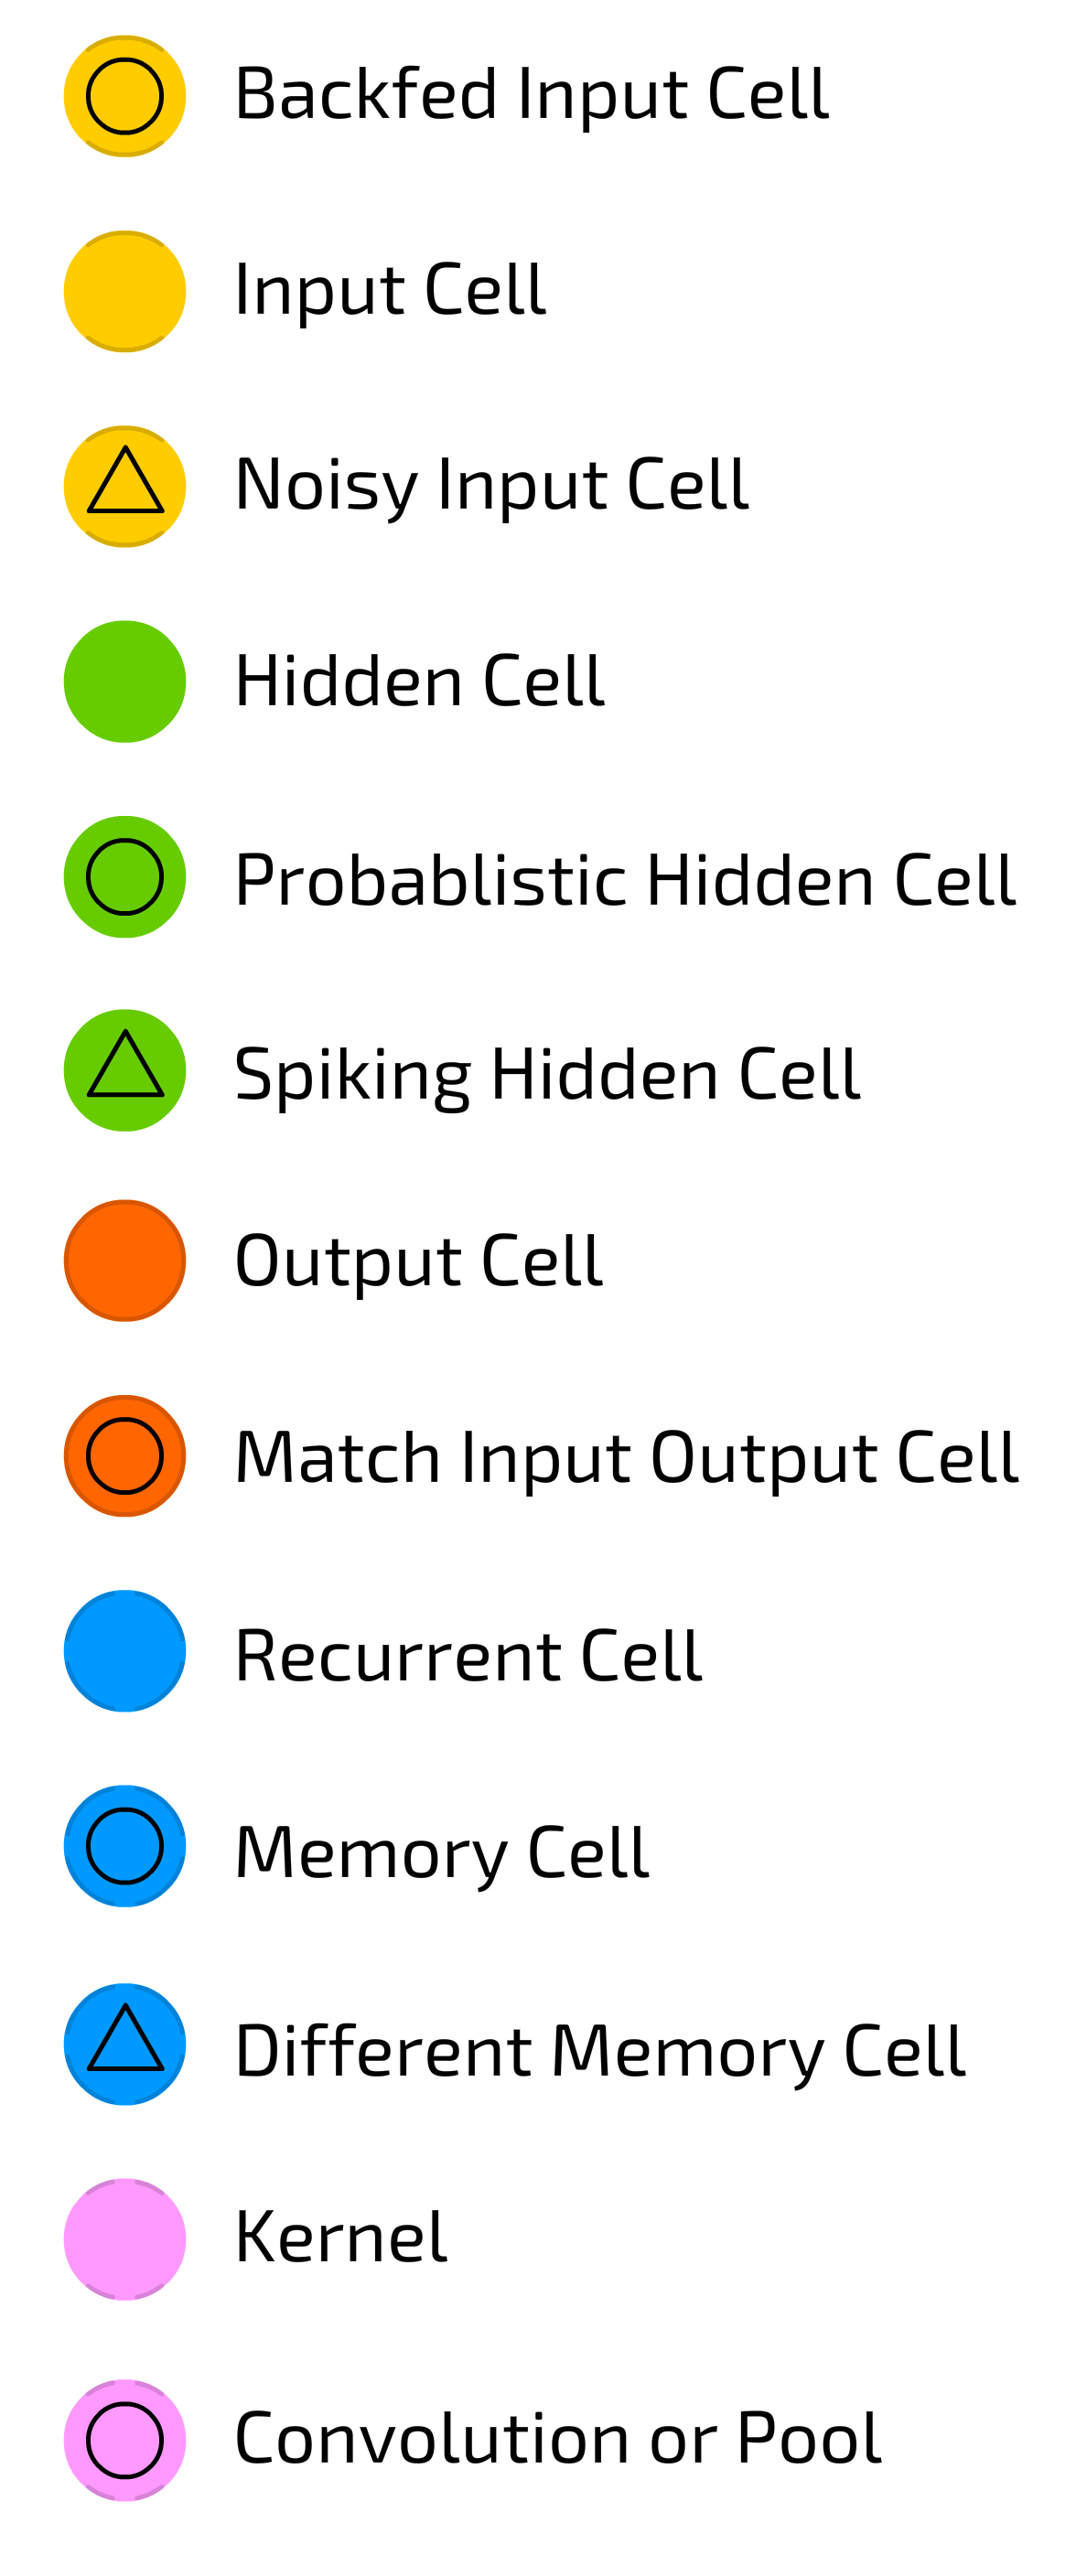 Backfed Input Cell
Input Cell
Noisy Input Cell
Hidden Cell
Probablistic Hidden Cell
Spiking Hidden Cell
Output Cell
Match Input Output Cell
Recurrent Cell
Memory Cell
Different Memory Cell
Kernel
Convolution or Pool